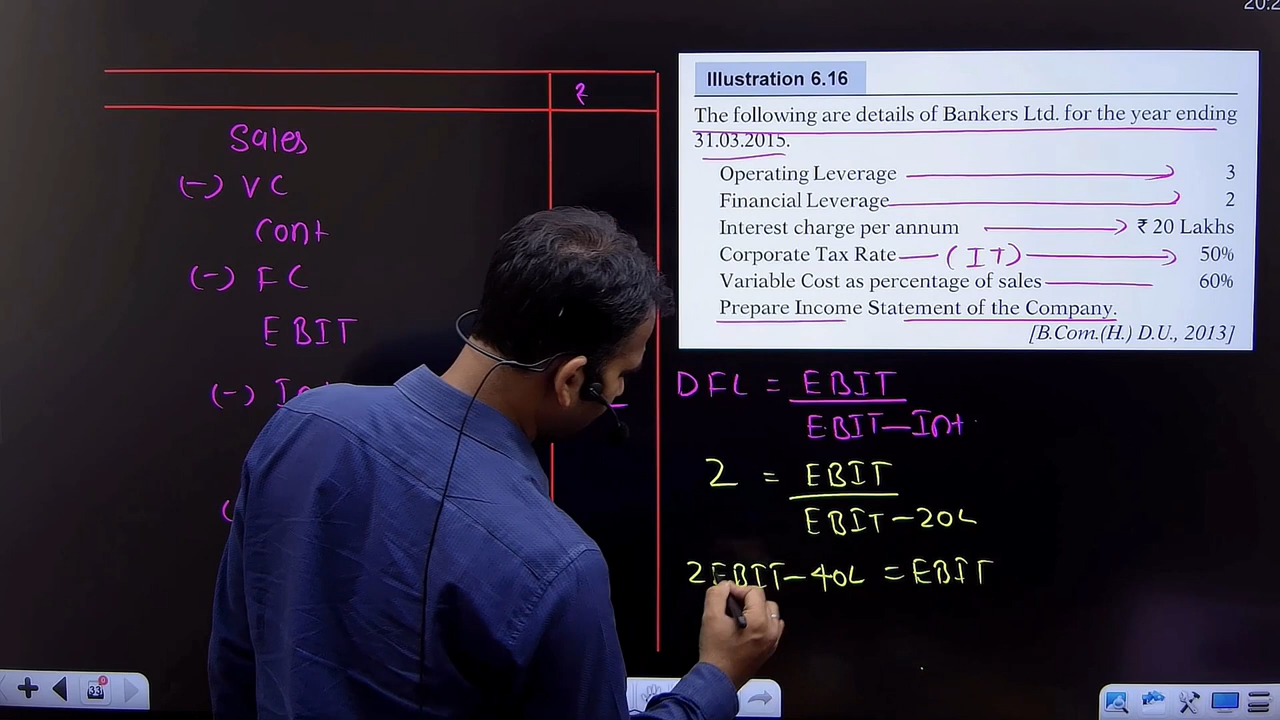 20:2
₹
Sales
(-) VC
Cont
(-) FC
EBIT
(-)
Illustration 6.16
The following are details of Bankers Ltd. for the year ending
31.03.2015.
Operating Leverage 3
Financial Leverage 2
Interest charge per annum ₹ 20 Lakhs
Corporate Tax Rate (IT) 50%
Variable Cost as percentage of sales 60%
Prepare Income Statement of the Company.
[B.Com.(H.) D.U., 2013]
DFL = EBIT
EBIT-Int
2 = EBIT
EBIT-20L
2EBIT-40L = EBIT
33